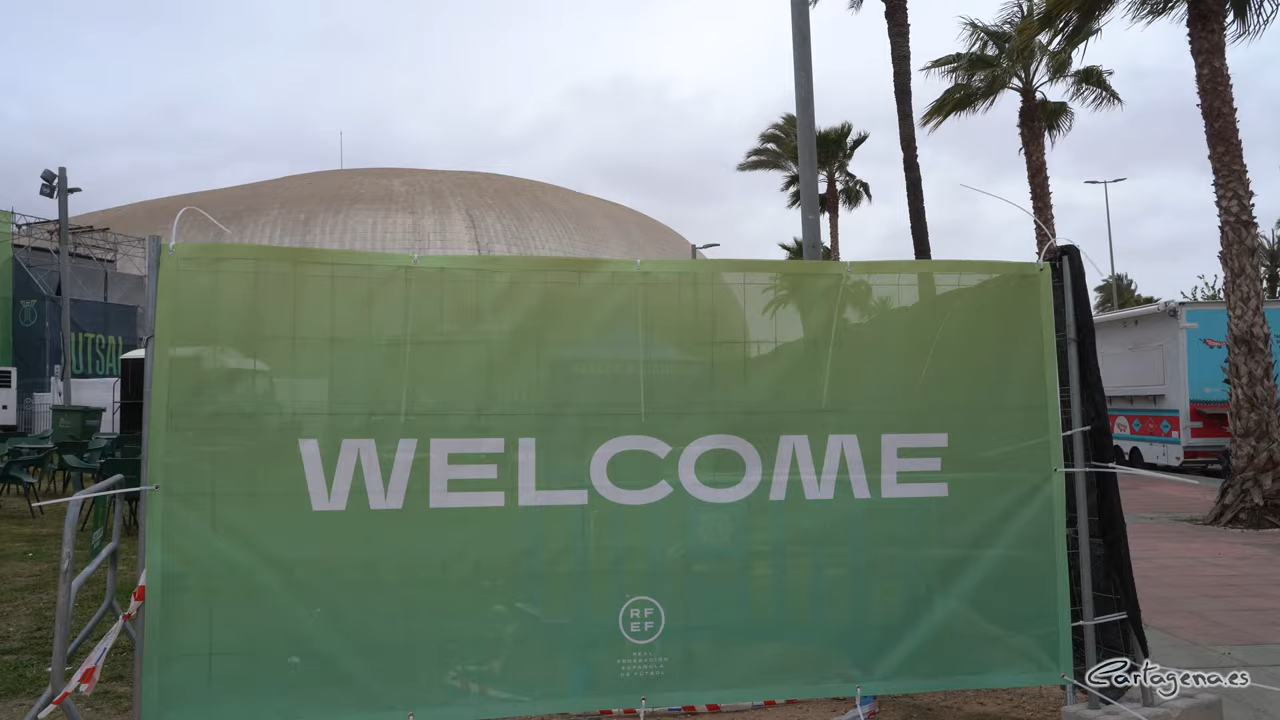 UTSAL
WELCOME
RF
EF
REAL
FEDERACIÓN
ESPAÑOLA
DE FÚTBOL
Cartagena.es